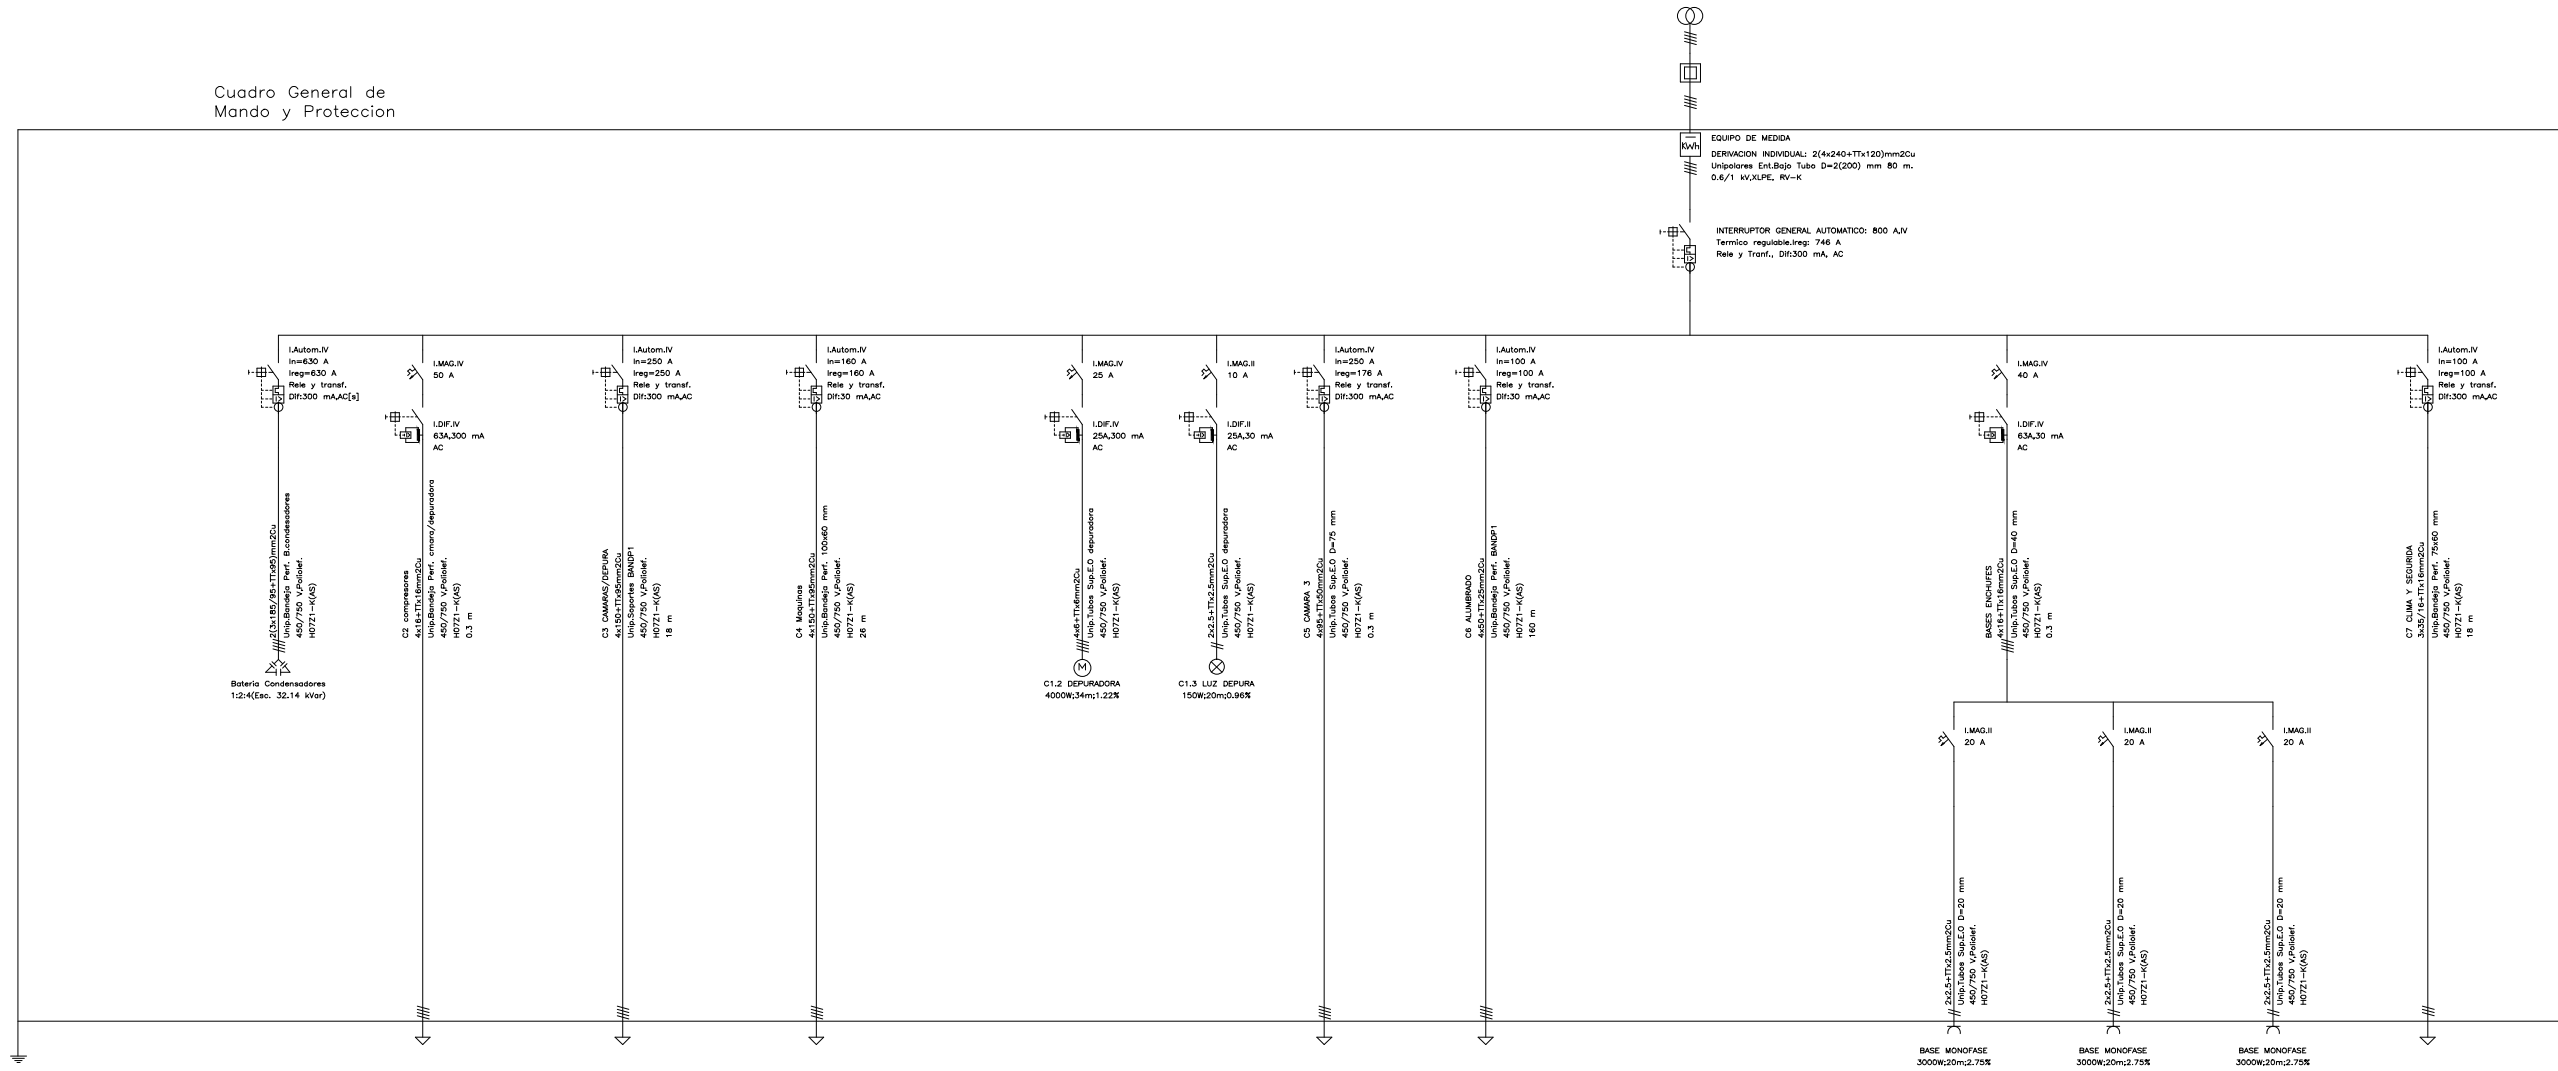 Cuadro General de
Mando y Proteccion
KWh
EQUIPO DE MEDIDA
DERIVACION INDIVIDUAL: 2(4x240+TTx120)mm2Cu
Unipolares Ent.Bajo Tubo D=2(200) mm 80 m.
0.6/1 kV,XLPE, RV-K
INTERRUPTOR GENERAL AUTOMATICO: 800 A,IV
Termico regulable.Ireg: 746 A
Rele y Tranf., Dif:300 mA, AC
I.Autom.IV
In=630 A
Ireg=630 A
Rele y transf.
Dif:300 mA,AC[s]
2(3x185/95+TTx95)mm2Cu
Unip.Bandeja Perf. B.condesadores
450/750 V,Poliolef.
H07Z1-K(AS)
Bateria Condensadores
1:2:4(Esc. 32.14 kVar)
I.MAG.IV
50 A
I.DIF.IV
63A,300 mA
AC
C2 compresores
4x16+TTx16mm2Cu
Unip.Bandeja Perf. cmara/depuradora
450/750 V,Poliolef.
H07Z1-K(AS)
0.3 m
I.Autom.IV
In=250 A
Ireg=250 A
Rele y transf.
Dif:300 mA,AC
C3 CAMARAS/DEPURA
4x150+TTx95mm2Cu
Unip.Soportes BANDP1
450/750 V,Poliolef.
H07Z1-K(AS)
18 m
I.Autom.IV
In=160 A
Ireg=160 A
Rele y transf.
Dif:30 mA,AC
C4 Maquinas
4x150+TTx95mm2Cu
Unip.Bandeja Perf. 100x60 mm
450/750 V,Poliolef.
H07Z1-K(AS)
26 m
I.MAG.IV
25 A
I.DIF.IV
25A,300 mA
AC
4x6+TTx6mm2Cu
Unip.Tubos Sup.E.O depuradora
450/750 V,Poliolef.
H07Z1-K(AS)
M
C1.2 DEPURADORA
4000W;34m;1.22%
I.MAG.II
10 A
I.DIF.II
25A,30 mA
AC
2x2.5+TTx2.5mm2Cu
Unip.Tubos Sup.E.O depuradora
450/750 V,Poliolef.
H07Z1-K(AS)
C1.3 LUZ DEPURA
150W;20m;0.96%
I.Autom.IV
In=250 A
Ireg=176 A
Rele y transf.
Dif:300 mA,AC
C5 CAMARA 3
4x95+TTx50mm2Cu
Unip.Tubos Sup.E.O D=75 mm
450/750 V,Poliolef.
H07Z1-K(AS)
0.3 m
I.Autom.IV
In=100 A
Ireg=100 A
Rele y transf.
Dif:30 mA,AC
C6 ALUMBRADO
4x50+TTx25mm2Cu
Unip.Bandeja Perf. BANDP1
450/750 V,Poliolef.
H07Z1-K(AS)
160 m
I.MAG.IV
40 A
I.DIF.IV
63A,30 mA
AC
BASES ENCHUFES
4x16+TTx16mm2Cu
Unip.Tubos Sup.E.O D=40 mm
450/750 V,Poliolef.
H07Z1-K(AS)
0.3 m
I.MAG.II
20 A
2x2.5+TTx2.5mm2Cu
Unip.Tubos Sup.E.O D=20 mm
450/750 V,Poliolef.
H07Z1-K(AS)
BASE MONOFASE
3000W;20m;2.75%
I.MAG.II
20 A
2x2.5+TTx2.5mm2Cu
Unip.Tubos Sup.E.O D=20 mm
450/750 V,Poliolef.
H07Z1-K(AS)
BASE MONOFASE
3000W;20m;2.75%
I.MAG.II
20 A
2x2.5+TTx2.5mm2Cu
Unip.Tubos Sup.E.O D=20 mm
450/750 V,Poliolef.
H07Z1-K(AS)
BASE MONOFASE
3000W;20m;2.75%
I.Autom.IV
In=100 A
Ireg=100 A
Rele y transf.
Dif:300 mA,AC
C7 CLIMA Y SEGURIDA
3x35/16+TTx16mm2Cu
Unip.Bandeja Perf. 75x60 mm
450/750 V,Poliolef.
H07Z1-K(AS)
18 m